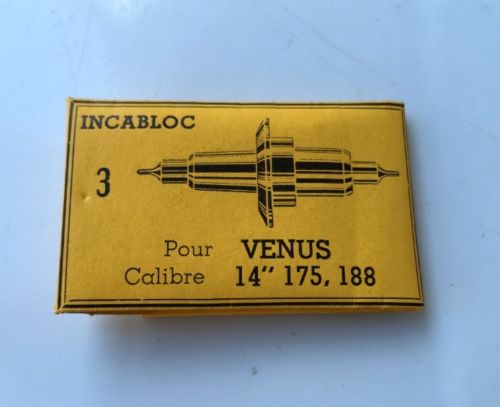 INCABLOC
3
Pour VENUS
Calibre 14" 175, 188